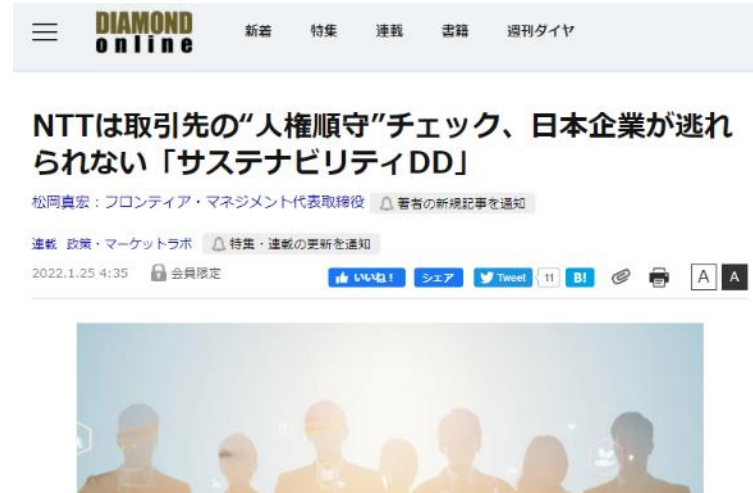 DIAMOND
online
新着 特集 連載 書籍 週刊ダイヤ
NTTは取引先の“人権順守”チェック、日本企業が逃れ
られない「サステナビリティDD」
松岡真宏：フロンティア・マネジメント代表取締役 著者の新規記事を通知
連載 政策・マーケットラボ 特集・連載の更新を通知
2022.1.25 4:35 会員限定 いいね！ シェア Tweet 11 B! A A